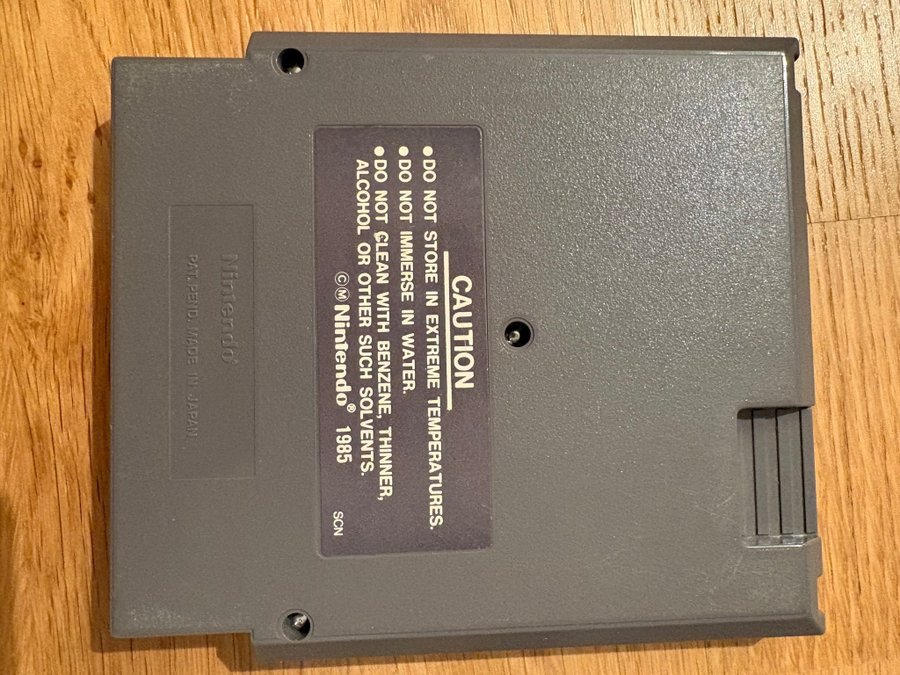 CAUTION
●DO NOT STORE IN EXTREME TEMPERATURES.
●DO NOT IMMERSE IN WATER.
●DO NOT CLEAN WITH BENZENE, THINNER,
ALCOHOL OR OTHER SUCH SOLVENTS.
©Ⓜ Nintendo® 1985
SCN
Nintendo®
PAT. PEND. MADE IN JAPAN